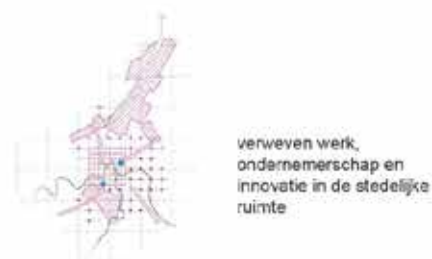 verweven werk,
ondernemerschap en
innovatie in de stedelijke
ruimte